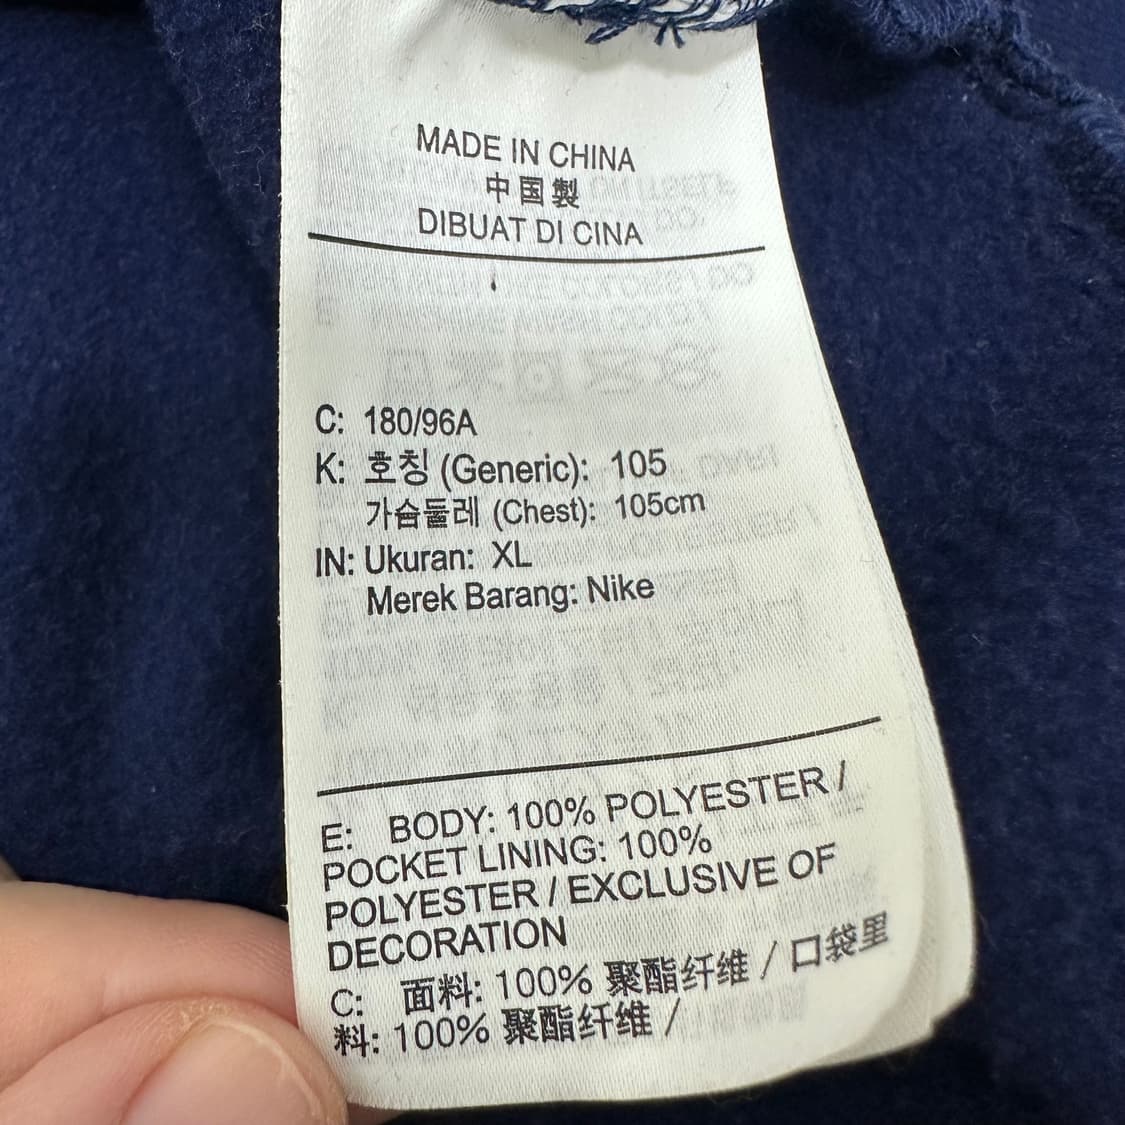 MADE IN CHINA
中国製
DIBUAT DI CINA
C: 180/96A
K: 호칭 (Generic): 105
가슴둘레 (Chest): 105cm
IN: Ukuran: XL
Merek Barang: Nike
E: BODY: 100% POLYESTER /
POCKET LINING: 100%
POLYESTER / EXCLUSIVE OF
DECORATION
C: 面料: 100% 聚酯纤维 / 口袋里
料: 100% 聚酯纤维 /